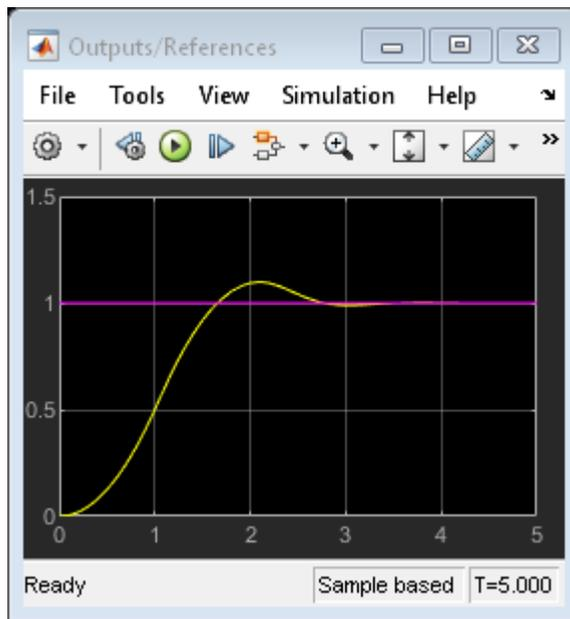 Outputs/References
File Tools View Simulation Help
1.5
1
0.5
0
0 1 2 3 4 5
Ready Sample based T=5.000